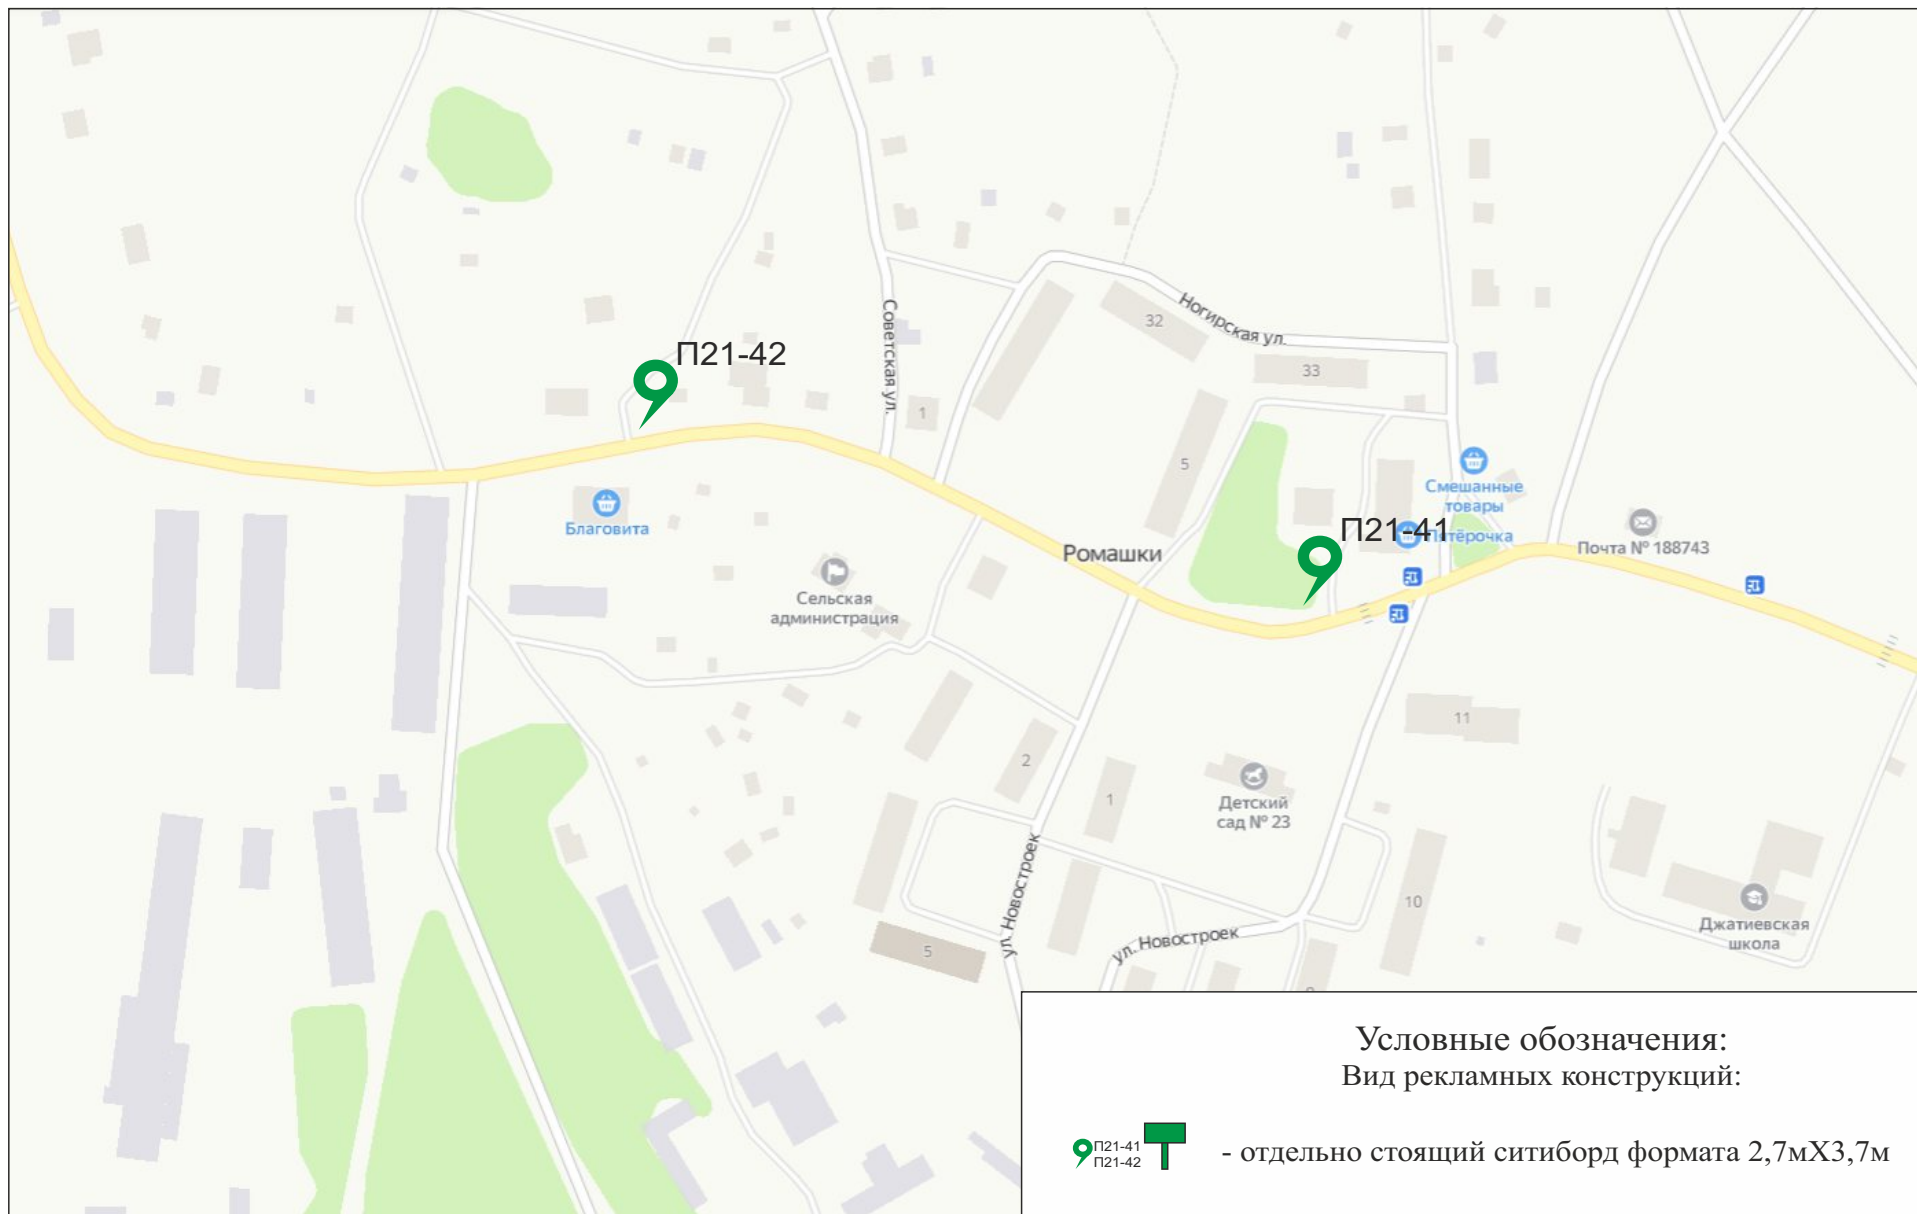 П21-42
Советская ул.
1
32
Ногирская ул.
33
5
Смешанные
товары
П21-41
Пятёрочка
Почта № 188743
Благовита
Ромашки
Сельская
администрация
11
2
1
Детский
сад № 23
ул. Новостроек
10
Джатиевская
школа
ул. Новостроек
5
Условные обозначения:
Вид рекламных конструкций:
П21-41
П21-42
- отдельно стоящий ситиборд формата 2,7мХ3,7м